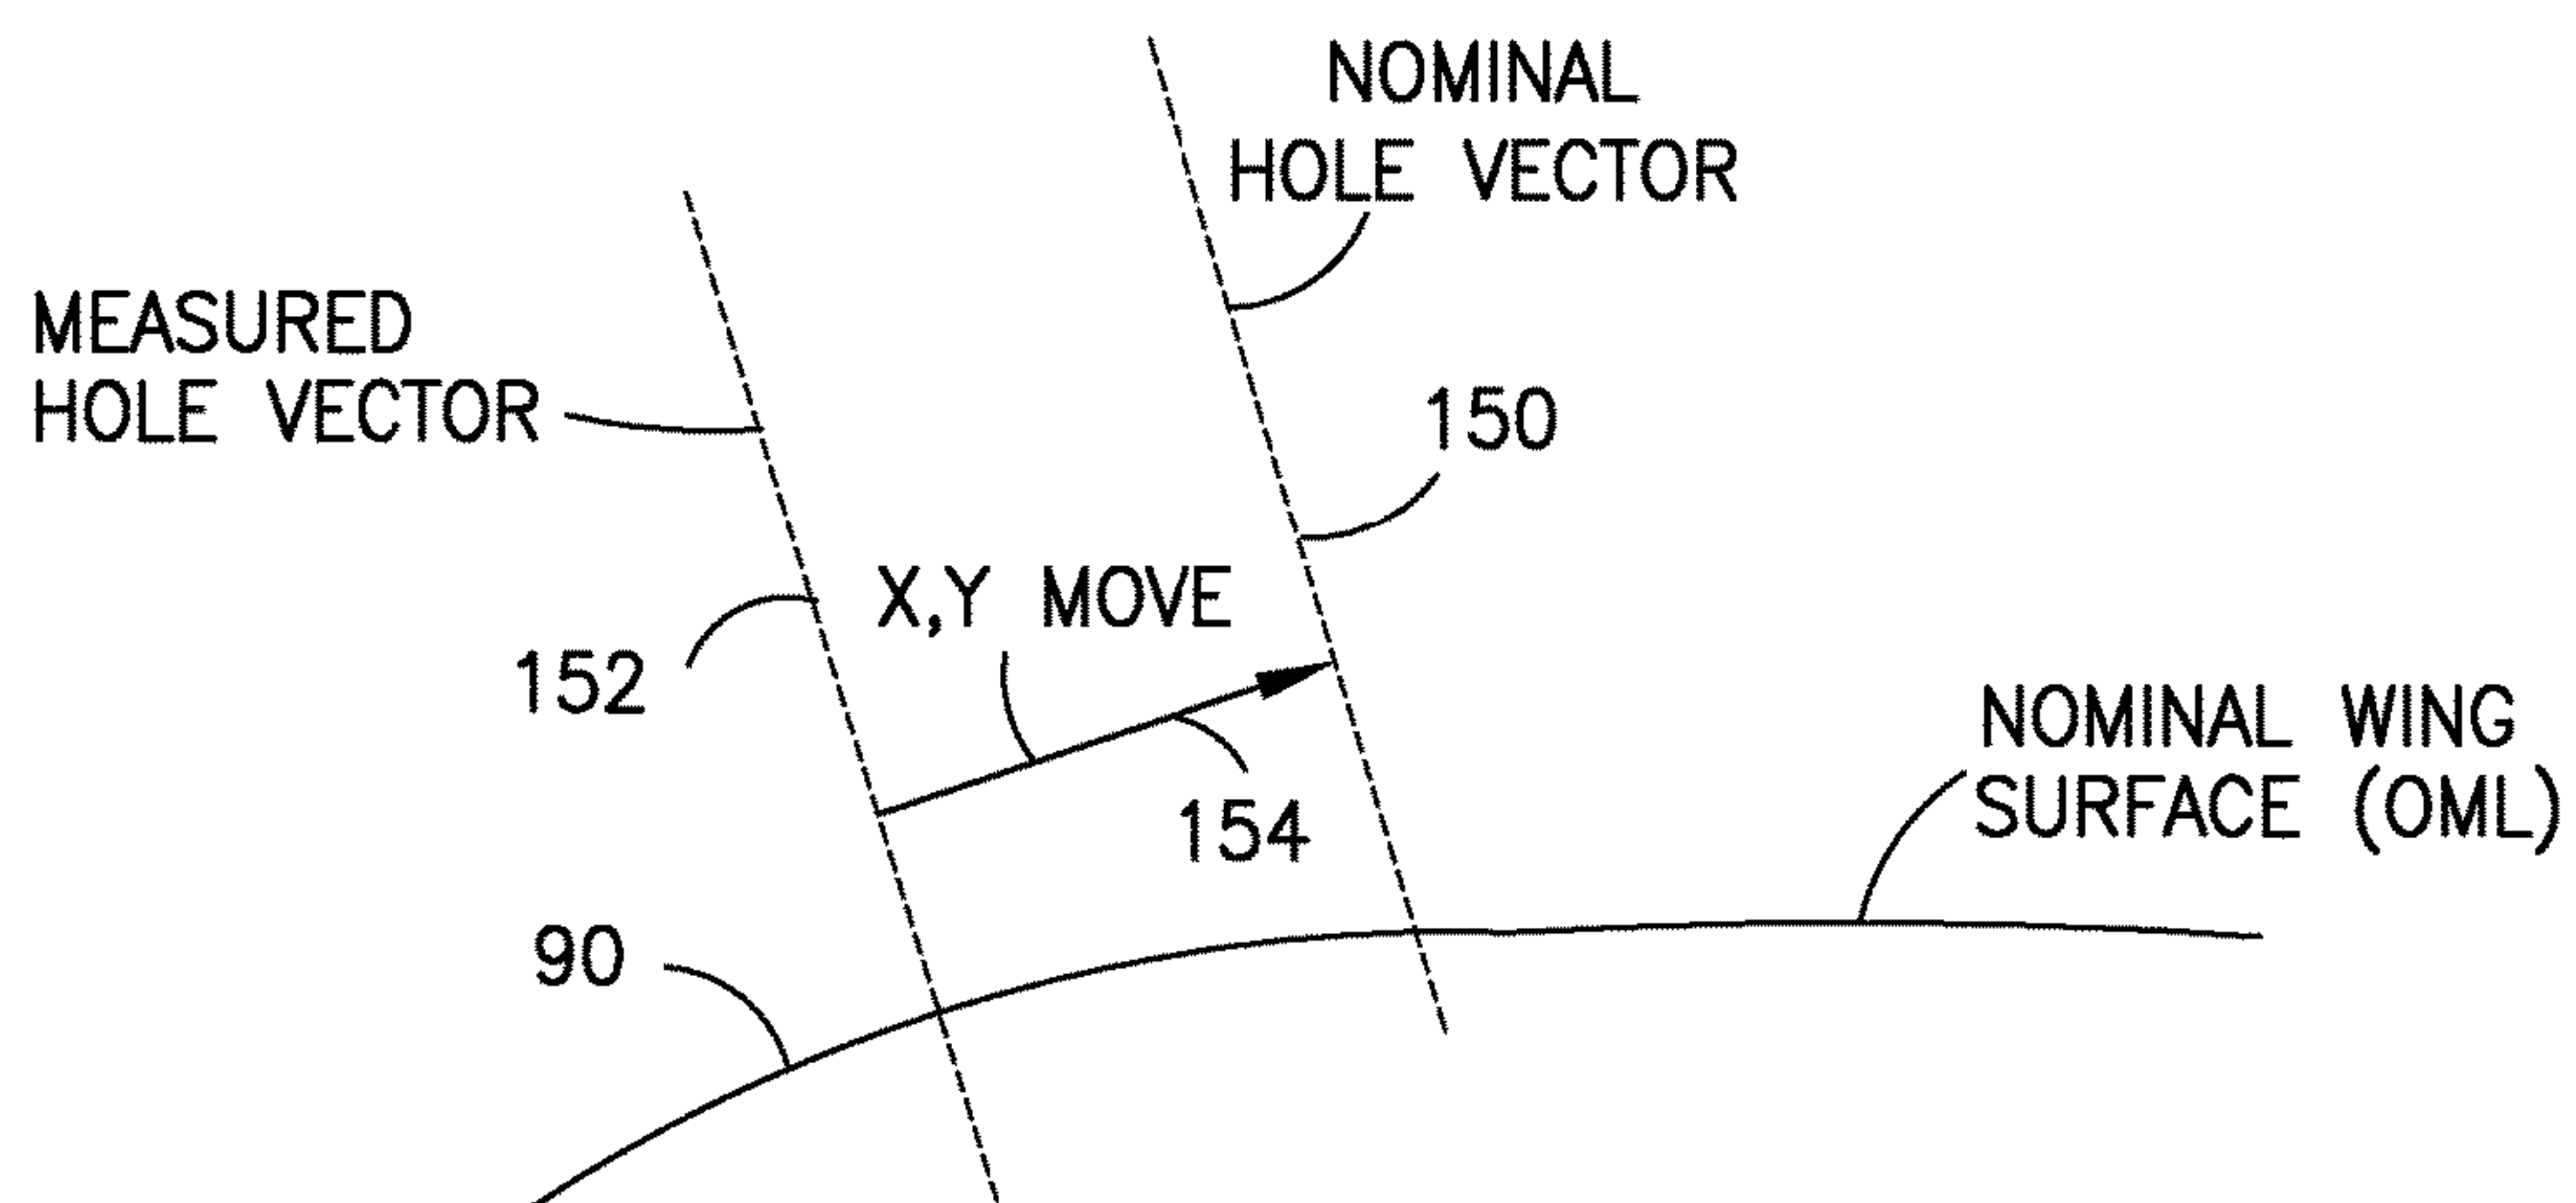 NOMINAL
HOLE VECTOR
MEASURED
HOLE VECTOR
150
X,Y MOVE
152
154
NOMINAL WING
SURFACE (OML)
90